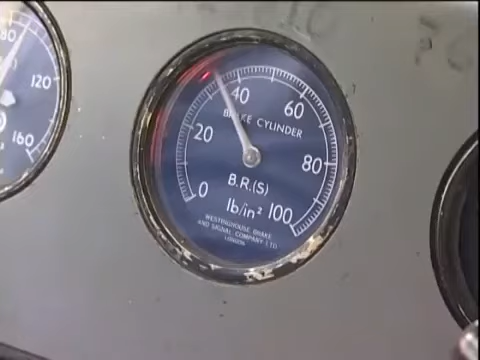 80
120
160
0
20
40
60
80
100
BRAKE CYLINDER
B.R.(S)
lb/in²
WESTINGHOUSE BRAKE
AND SIGNAL COMPANY LTD
LONDON